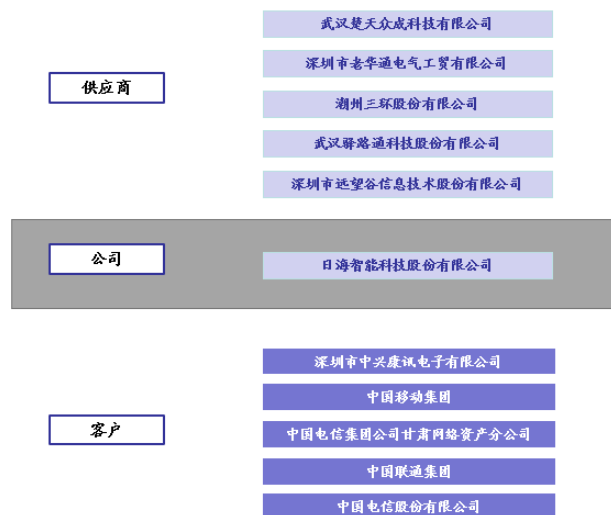 武汉楚天众成科技有限公司
深圳市老华通电气工贸有限公司
供应商
潮州三环股份有限公司
武汉驿路通科技股份有限公司
深圳市远望谷信息技术股份有限公司
公司
日海智能科技股份有限公司
深圳市中兴康讯电子有限公司
中国移动集团
客户
中国电信集团公司甘肃网络资产分公司
中国联通集团
中国电信股份有限公司